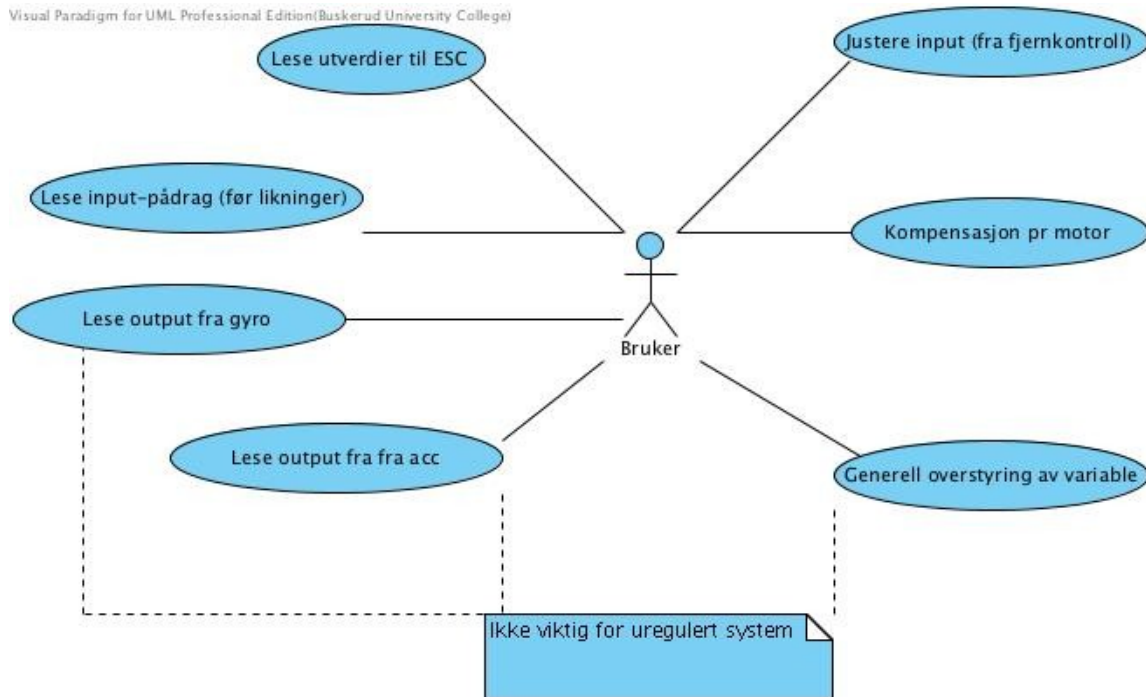 Visual Paradigm for UML Professional Edition(Buskerud University College)
Lese utverdier til ESC
Justere input (fra fjernkontroll)
Lese input-pådrag (før likninger)
Kompensasjon pr motor
Lese output fra gyro
Bruker
Lese output fra fra acc
Generell overstyring av variable
Ikke viktig for uregulert system